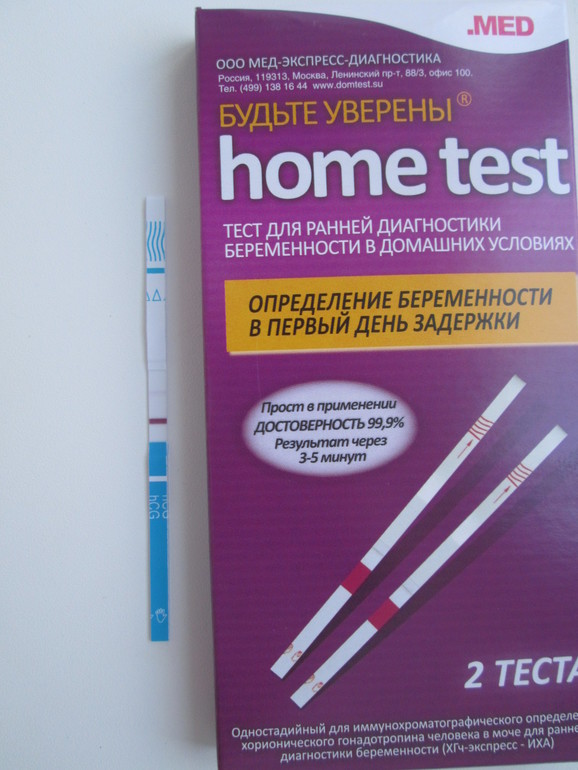 .MED
ООО МЕД-ЭКСПРЕСС-ДИАГНОСТИКА
Россия, 119313, Москва, Ленинский пр-т, 88/3, офис 100.
Тел. (499) 138 16 44 www.domtest.su
БУДЬТЕ УВЕРЕНЫ®
home test
ТЕСТ ДЛЯ РАННЕЙ ДИАГНОСТИКИ
БЕРЕМЕННОСТИ В ДОМАШНИХ УСЛОВИЯХ
ОПРЕДЕЛЕНИЕ БЕРЕМЕННОСТИ
В ПЕРВЫЙ ДЕНЬ ЗАДЕРЖКИ
Прост в применении
ДОСТОВЕРНОСТЬ 99,9%
Результат через
3-5 минут
hCG
hCG
2 ТЕСТА
Одностадийный для иммунохроматографического определе
хорионического гонадотропина человека в моче для ранне
диагностики беременности (ХГч-экспресс - ИХА)